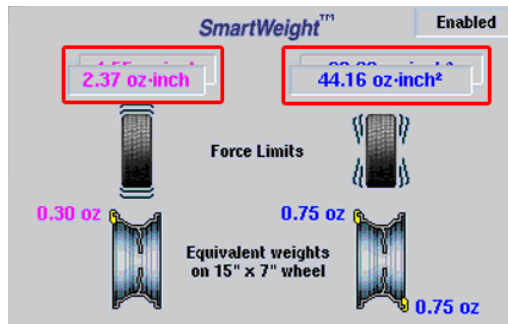 SmartWeight™
Enabled
2.37 oz·inch
44.16 oz·inch²
Force Limits
0.30 oz
0.75 oz
Equivalent weights
on 15" x 7" wheel
0.75 oz